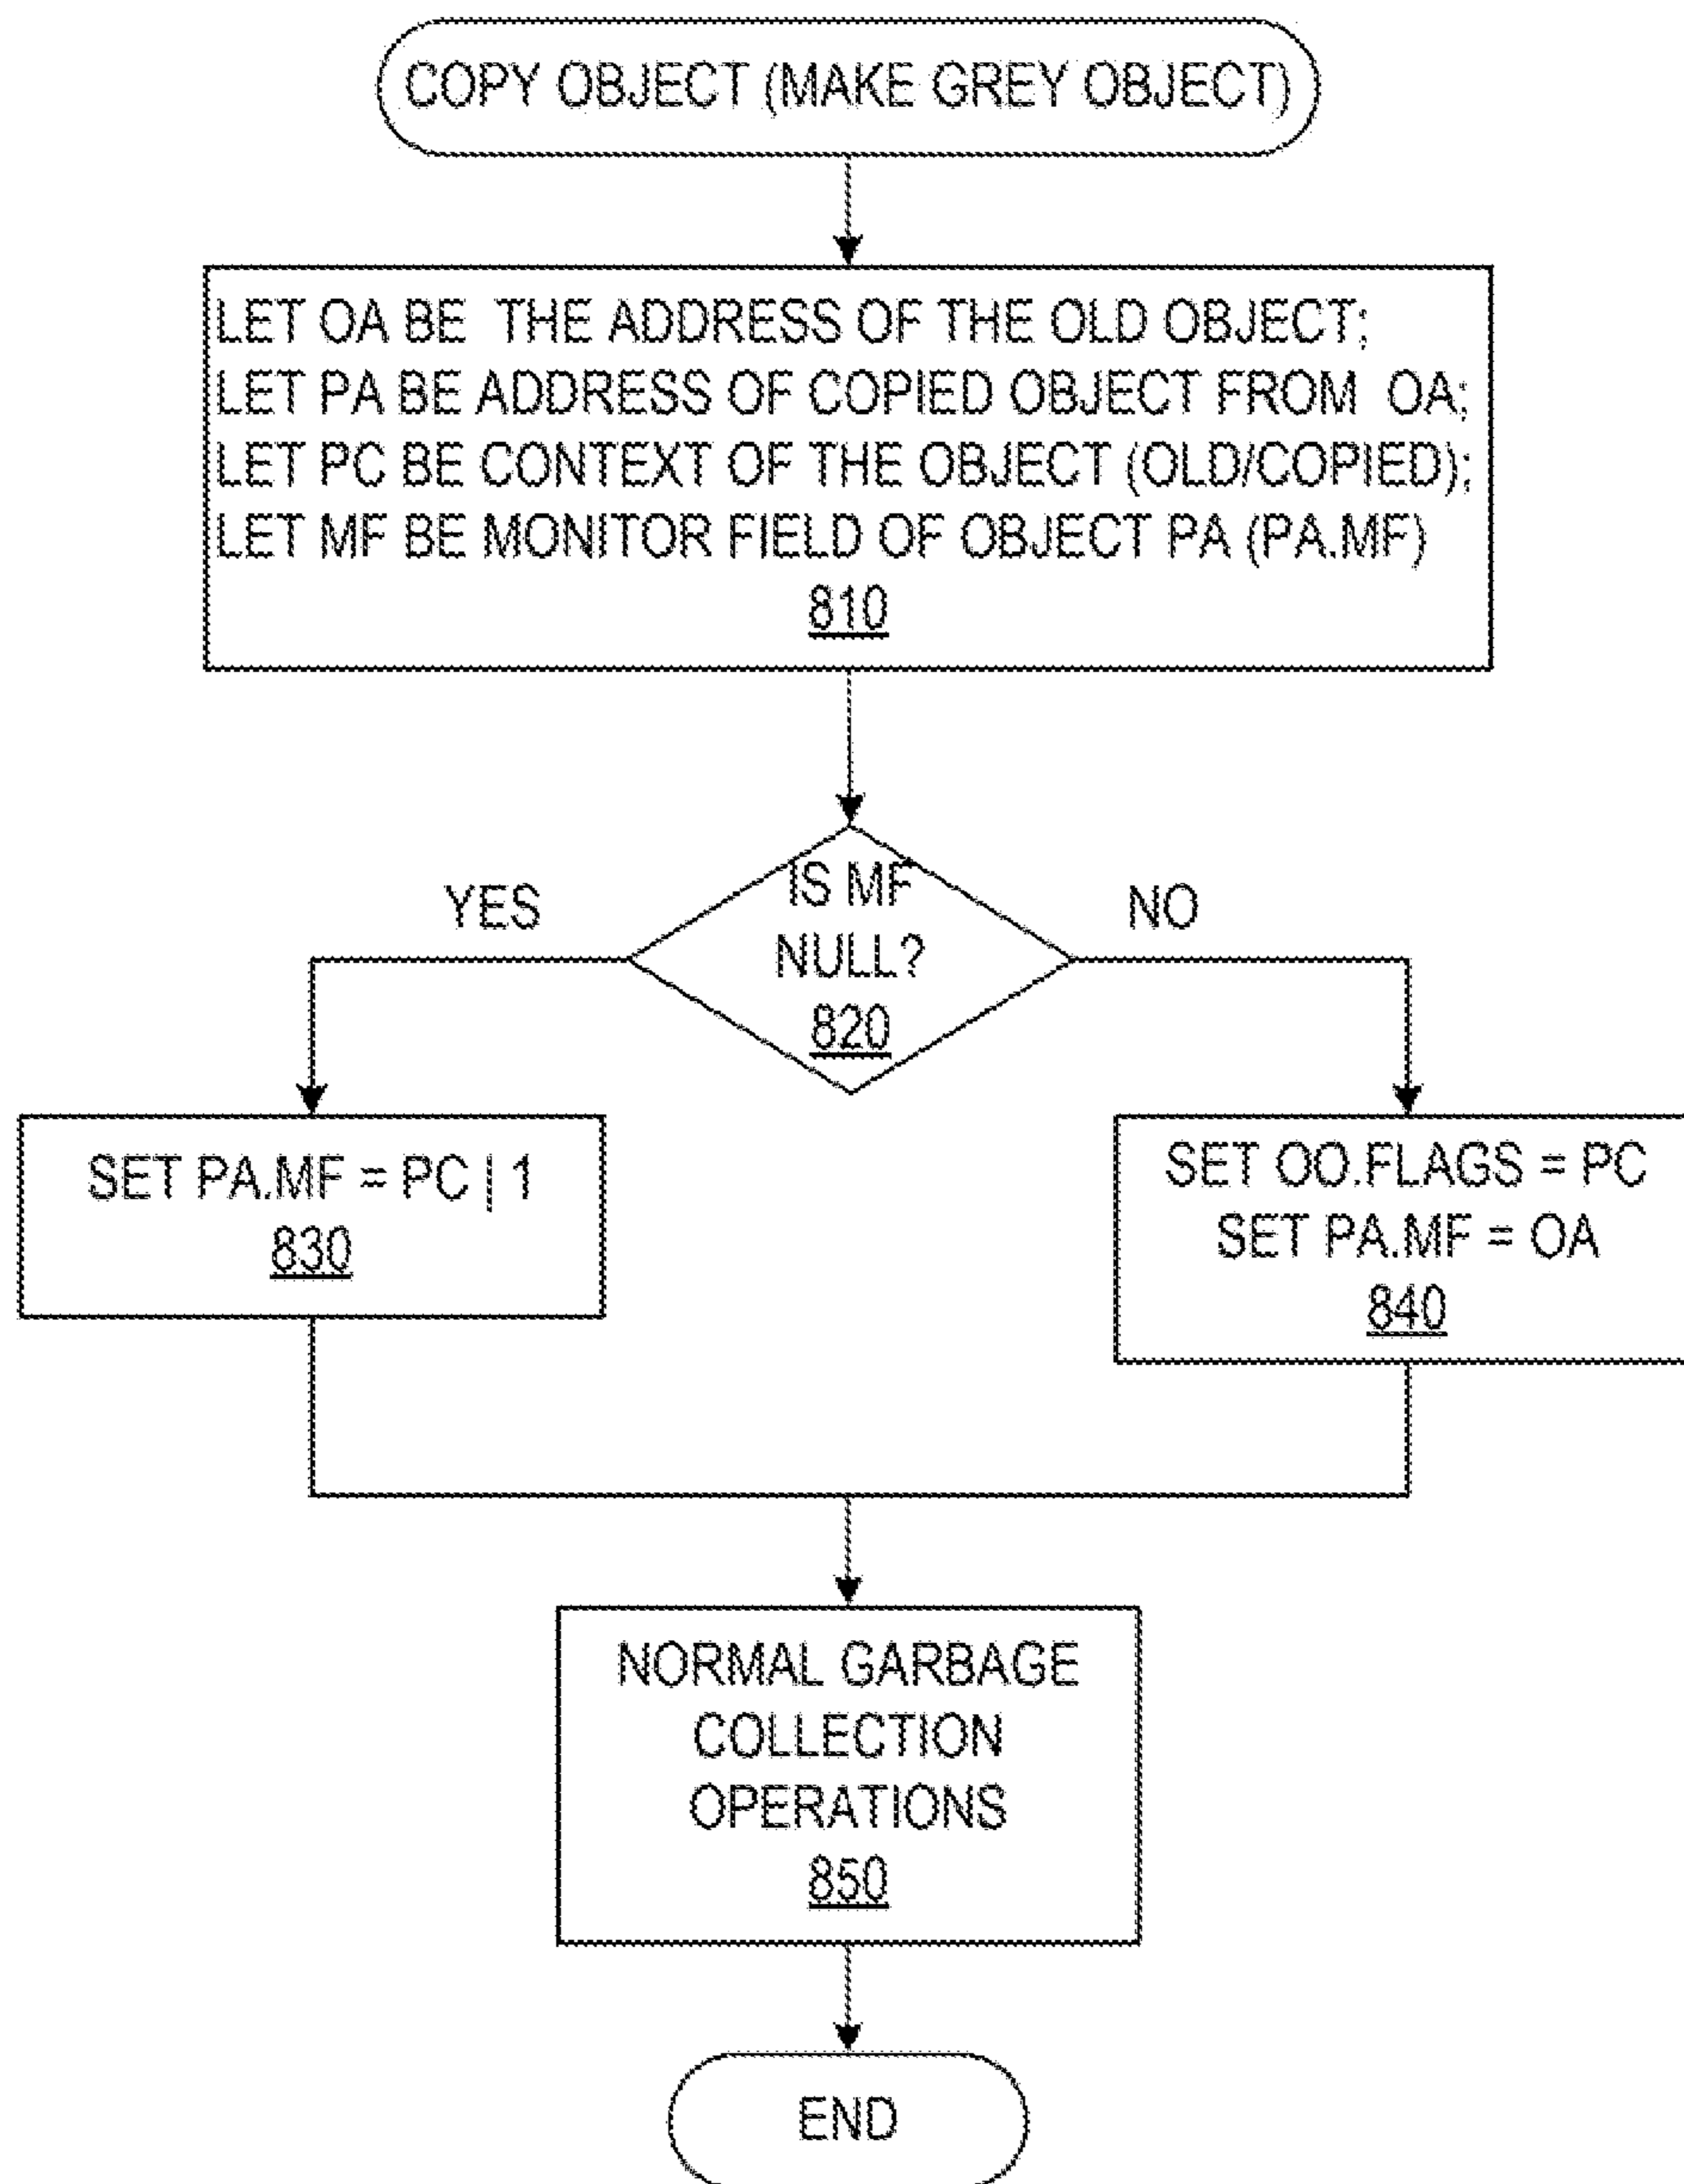 COPY OBJECT (MAKE GREY OBJECT)
LET OA BE THE ADDRESS OF THE OLD OBJECT;
LET PA BE ADDRESS OF COPIED OBJECT FROM OA;
LET PC BE CONTEXT OF THE OBJECT (OLD/COPIED);
LET MF BE MONITOR FIELD OF OBJECT PA (PA.MF)
810
IS MF
NULL?
820
YES
NO
SET PA.MF = PC | 1
830
SET OO.FLAGS = PC
SET PA.MF = OA
840
NORMAL GARBAGE
COLLECTION
OPERATIONS
850
END